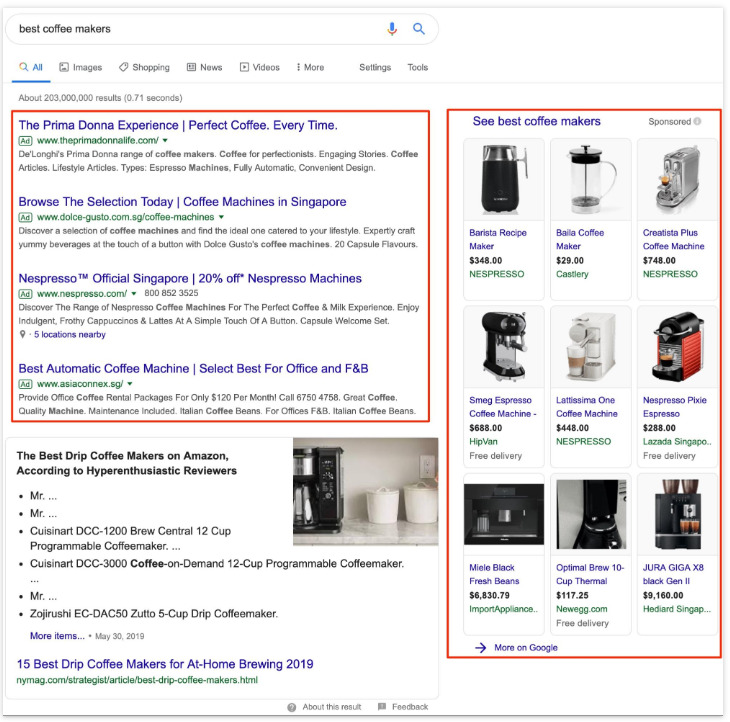 best coffee makers
All
Images
Shopping
News
Videos
More
Settings
Tools
About 203,000,000 results (0.71 seconds)
The Prima Donna Experience | Perfect Coffee. Every Time.
Ad www.theprimadonnalife.com/
De'Longhi's Prima Donna range of coffee makers. Coffee for perfectionists. Engaging Stories. Coffee
Articles. Lifestyle Articles. Types: Espresso Machines, Fully Automatic, Convenient Design.
Browse The Selection Today | Coffee Machines in Singapore
Ad www.dolce-gusto.com.sg/coffee-machines
Discover a selection of coffee machines and find the ideal one catered to your lifestyle. Expertly craft
yummy beverages at the touch of a button with Dolce Gusto's coffee machines. 20 Capsule Flavours.
Nespresso™ Official Singapore | 20% off* Nespresso Machines
Ad www.nespresso.com/ 800 852 3525
Discover The Range of Nespresso Coffee Machines For The Perfect Coffee & Milk Experience. Enjoy
Indulgent, Frothy Cappuccinos & Lattes At A Simple Touch Of A Button. Capsule Welcome Set.
· 5 locations nearby
Best Automatic Coffee Machine | Select Best For Office and F&B
Ad www.asiaconnex.sg/
Provide Office Coffee Rental Packages For Only $120 Per Month! Call 6750 4758. Great Coffee.
Quality Machine. Maintenance Included. Italian Coffee Beans. For Offices F&B. Italian Coffee Beans.
The Best Drip Coffee Makers on Amazon,
According to Hyperenthusiastic Reviewers
• Mr. ...
• Mr. ...
• Cuisinart DCC-1200 Brew Central 12 Cup
Programmable Coffeemaker. ...
• Cuisinart DCC-3000 Coffee-on-Demand 12-Cup Programmable Coffeemaker.
...
• Mr. ...
• Zojirushi EC-DAC50 Zutto 5-Cup Drip Coffeemaker.
More items... • May 30, 2019
15 Best Drip Coffee Makers for At-Home Brewing 2019
nymag.com/strategist/article/best-drip-coffee-makers.html
About this result
Feedback
See best coffee makers
Sponsored
Barista Recipe
Maker
$348.00
NESPRESSO
Baila Coffee
Maker
$29.00
Castlery
Creatista Plus
Coffee Machine
$748.00
NESPRESSO
Smeg Espresso
Coffee Machine -
$688.00
HipVan
Free delivery
Lattissima One
Coffee Machine
$448.00
NESPRESSO
Nespresso Pixie
Espresso
$288.00
Lazada Singapo..
Free delivery
Miele Black
Fresh Beans
$6,830.79
ImportAppliance..
Optimal Brew 10-
Cup Thermal
$117.25
Newegg.com
Free delivery
JURA GIGA X8
black Gen II
$9,160.00
Hediard Singap...
More on Google